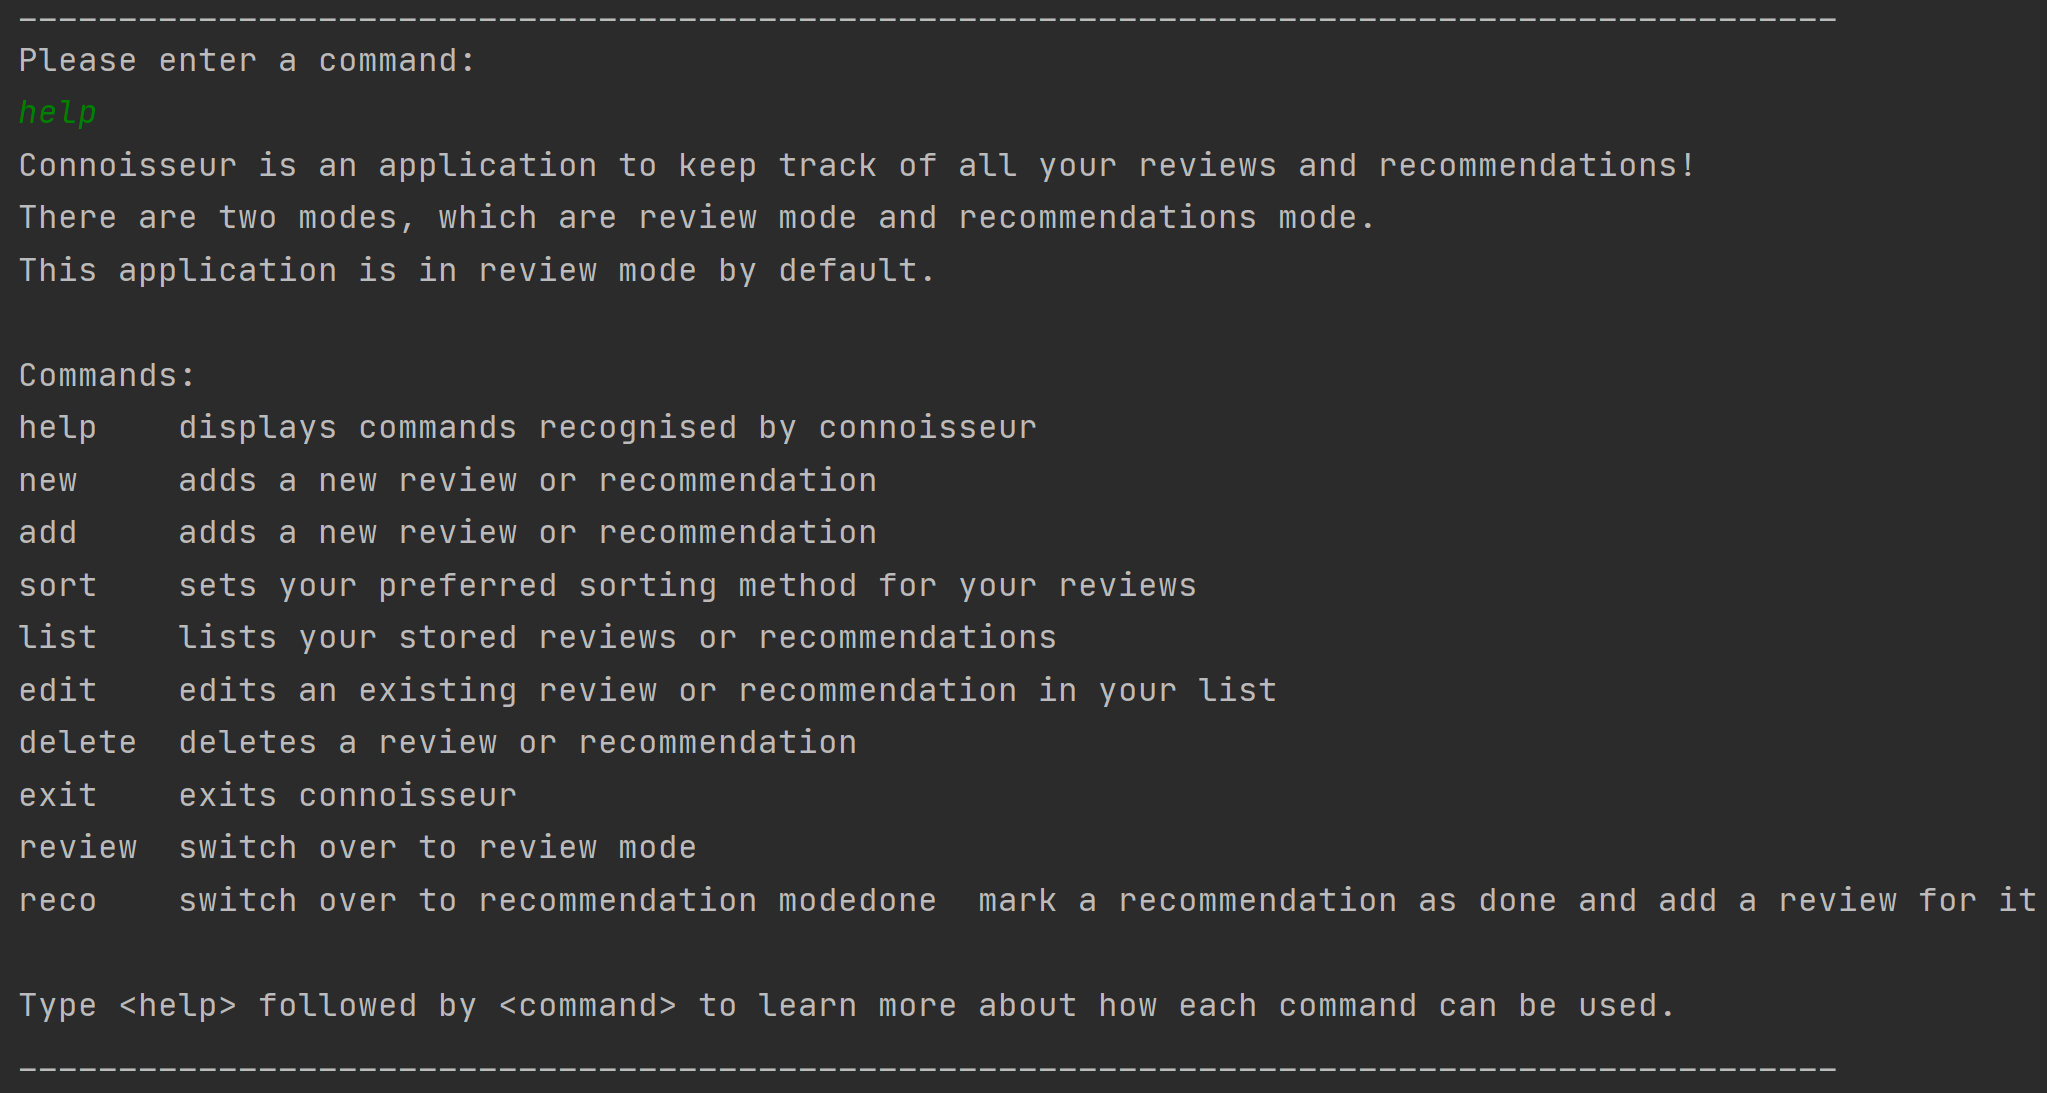 Please enter a command:
help
Connoisseur is an application to keep track of all your reviews and recommendations!
There are two modes, which are review mode and recommendations mode.
This application is in review mode by default.
Commands:
help    displays commands recognised by connoisseur
new     adds a new review or recommendation
add     adds a new review or recommendation
sort    sets your preferred sorting method for your reviews
list    lists your stored reviews or recommendations
edit    edits an existing review or recommendation in your list
delete  deletes a review or recommendation
exit    exits connoisseur
review  switch over to review mode
reco    switch over to recommendation modedone  mark a recommendation as done and add a review for it
Type <help> followed by <command> to learn more about how each command can be used.